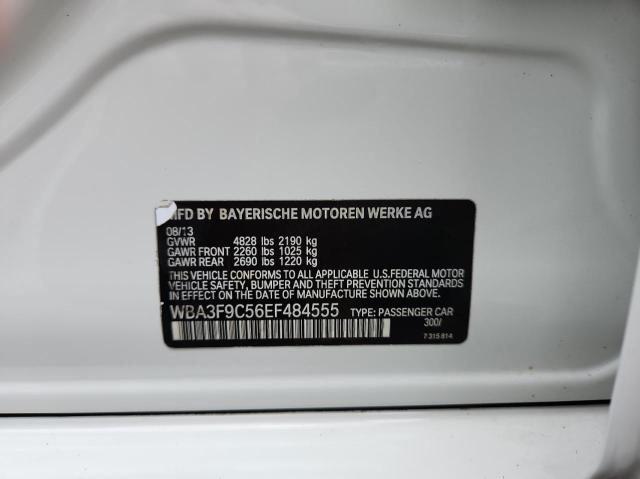 MFD BY BAYERISCHE MOTOREN WERKE AG
08/13
GVWR 4828 lbs 2190 kg
GAWR FRONT 2260 lbs 1025 kg
GAWR REAR 2690 lbs 1220 kg
THIS VEHICLE CONFORMS TO ALL APPLICABLE U.S.FEDERAL MOTOR
VEHICLE SAFETY, BUMPER AND THEFT PREVENTION
STANDARDS IN EFFECT ON THE DATE OF MANUFACTURE SHOWN ABOVE.
WBA3F9C56EF484555 TYPE: PASSENGER CAR
300/
7 315 814